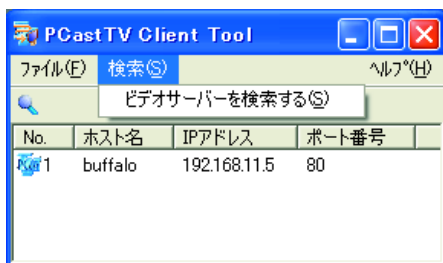 PCastTV Client Tool
ファイル(F) 検索(S) ヘルプ(H)
ビデオサーバーを検索する(S)
No. ホスト名 IPアドレス ポート番号
1 buffalo 192.168.11.5 80